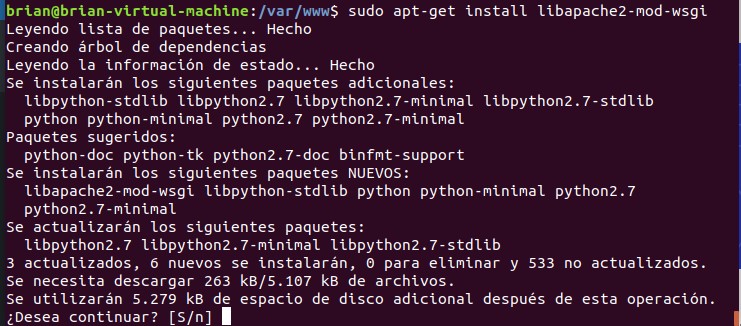 brian@brian-virtual-machine:/var/www$ sudo apt-get install libapache2-mod-wsgi
Leyendo lista de paquetes... Hecho
Creando árbol de dependencias
Leyendo la información de estado... Hecho
Se instalarán los siguientes paquetes adicionales:
  libpython-stdlib libpython2.7 libpython2.7-minimal libpython2.7-stdlib
  python python-minimal python2.7 python2.7-minimal
Paquetes sugeridos:
  python-doc python-tk python2.7-doc binfmt-support
Se instalarán los siguientes paquetes NUEVOS:
  libapache2-mod-wsgi libpython-stdlib python python-minimal python2.7
  python2.7-minimal
Se actualizarán los siguientes paquetes:
  libpython2.7 libpython2.7-minimal libpython2.7-stdlib
3 actualizados, 6 nuevos se instalarán, 0 para eliminar y 533 no actualizados.
Se necesita descargar 263 kB/5.107 kB de archivos.
Se utilizarán 5.279 kB de espacio de disco adicional después de esta operación.
¿Desea continuar? [S/n]